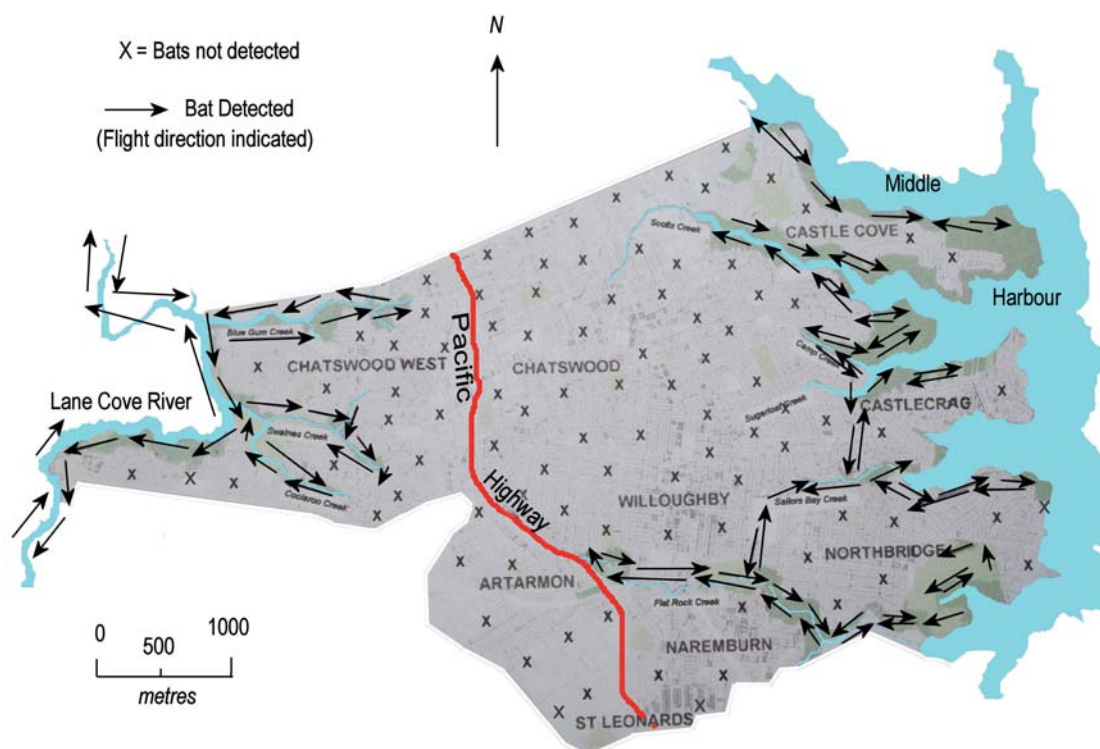 N
X = Bats not detected
Bat Detected
(Flight direction indicated)
Middle
Scotts Creek
CASTLE COVE
Harbour
Pacific
Blue Gum Creek
CHATSWOOD WEST
CHATSWOOD
Camp Creek
Sugarloaf Creek
CASTLECRAG
Lane Cove River
Swaines Creek
Coolaroo Creek
Highway
WILLOUGHBY
Sailors Bay Creek
NORTHBRIDGE
ARTARMON
Flat Rock Creek
NAREMBURN
0 500 1000
metres
ST LEONARDS